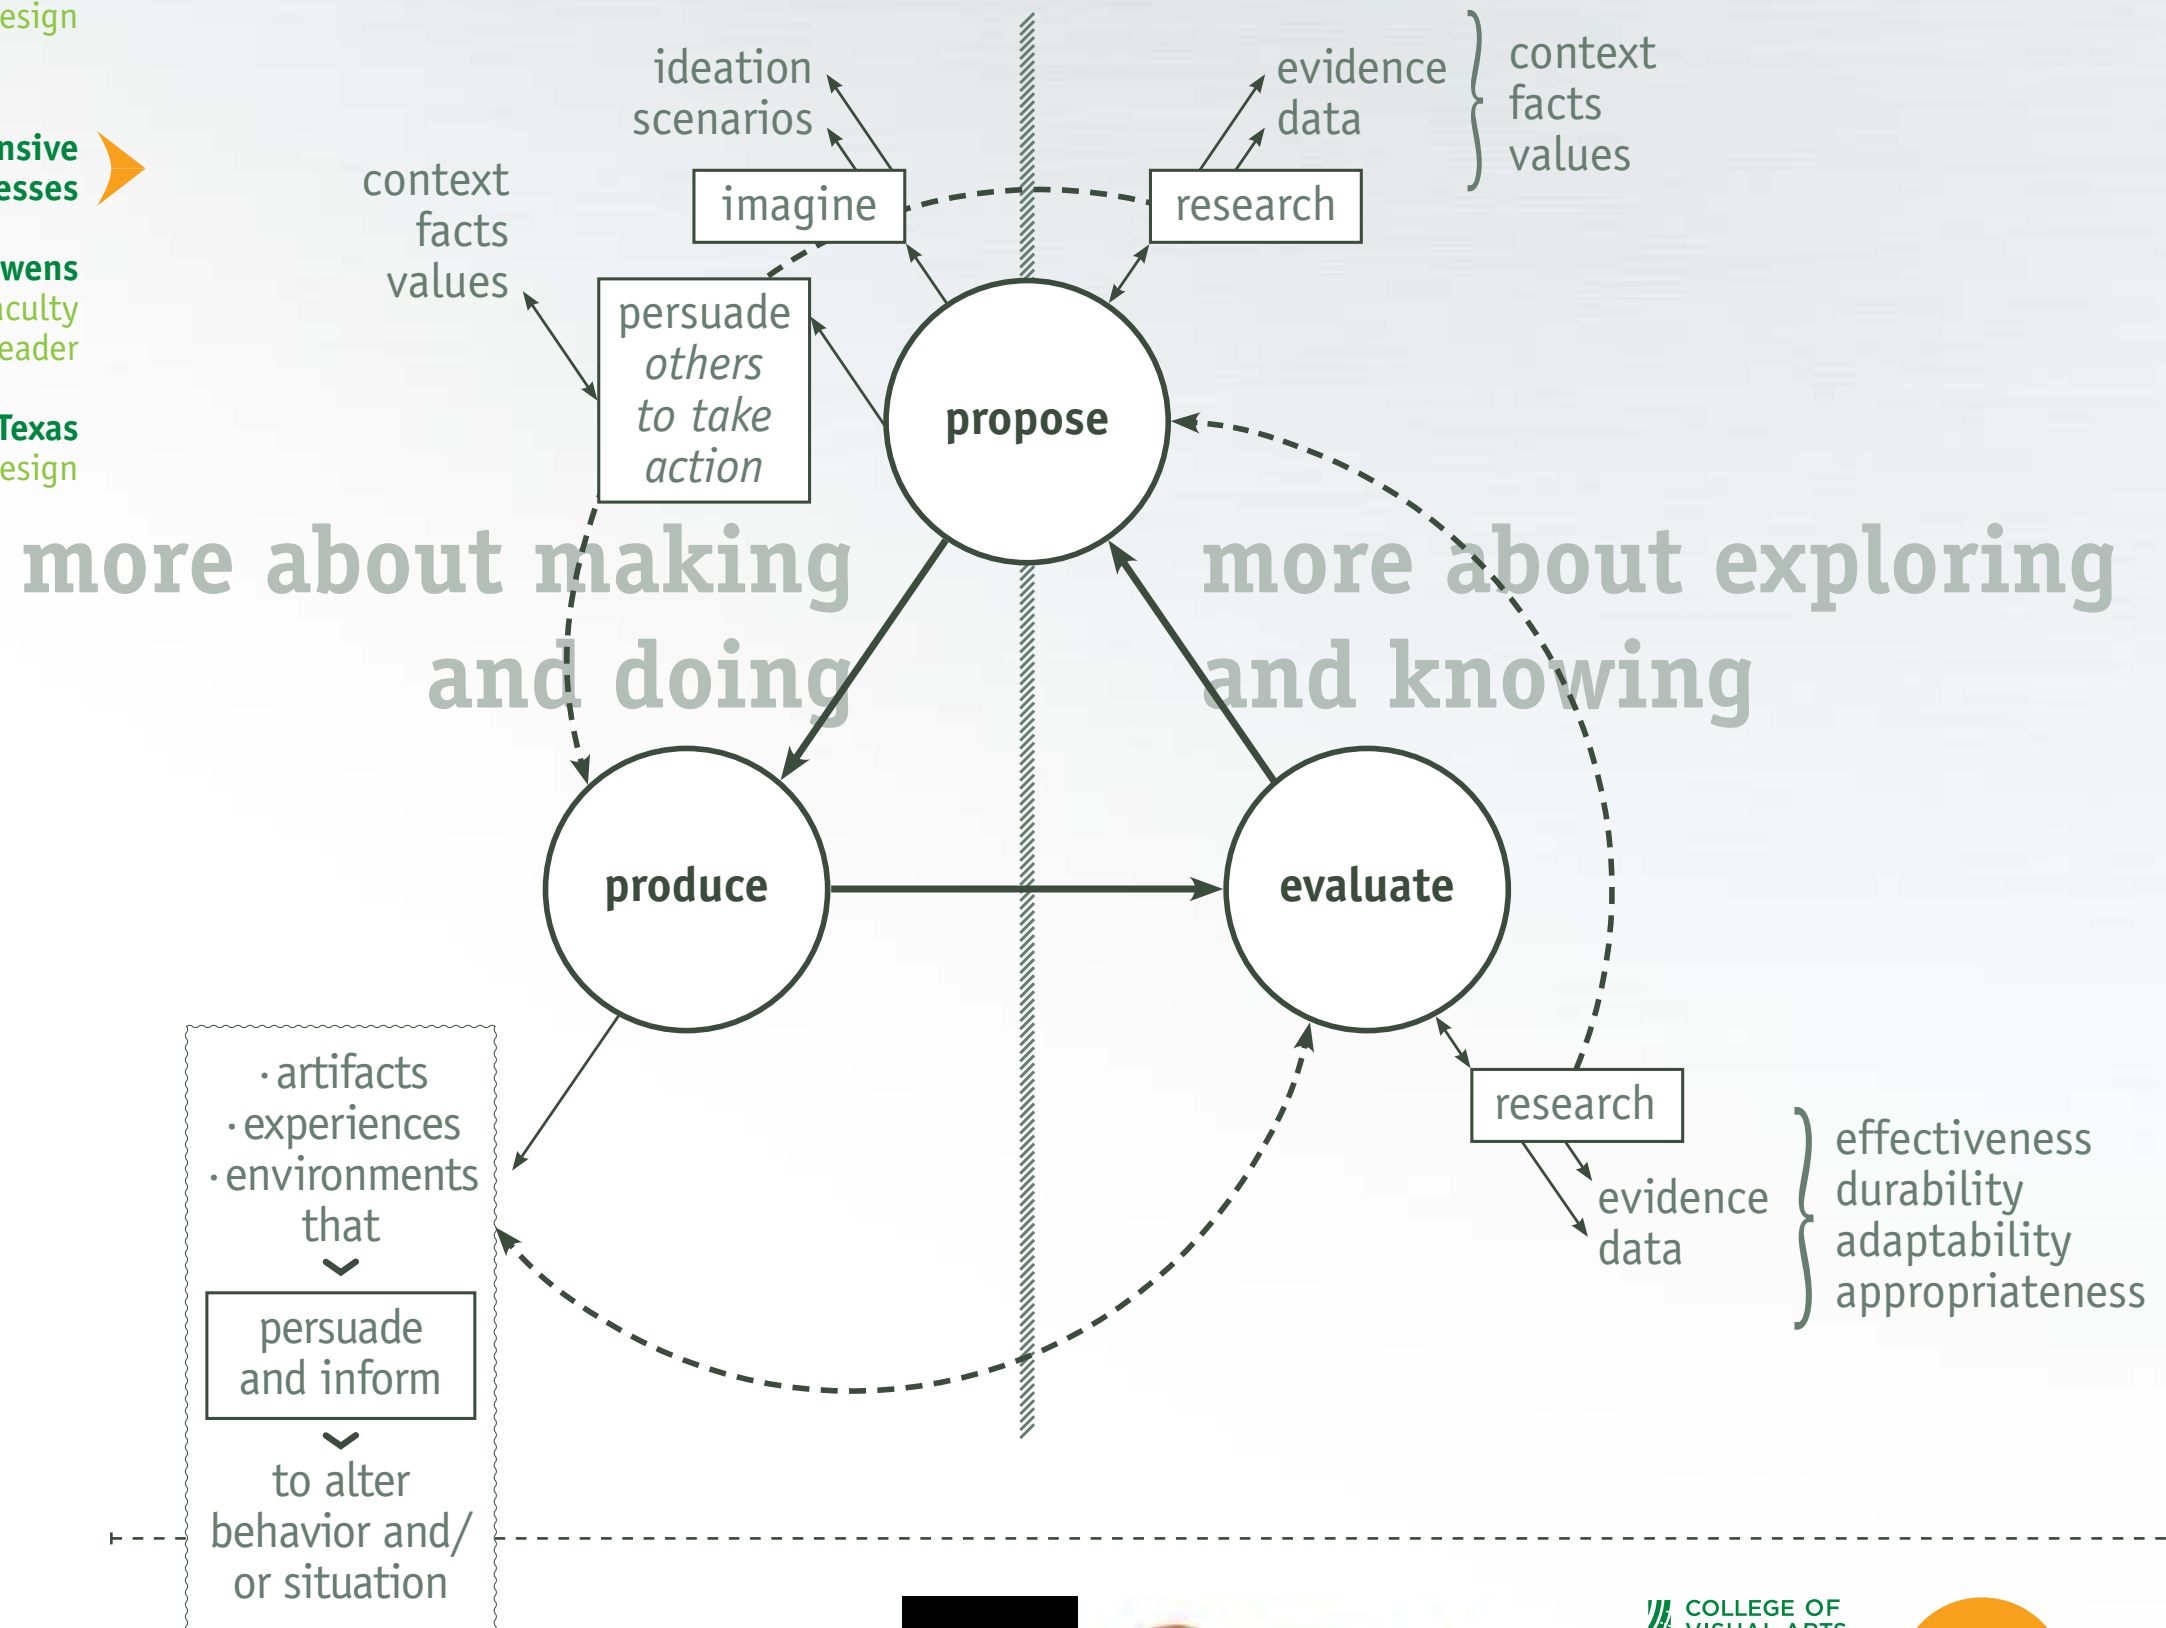 esign
nsive
esses
wens
aculty
eader
Texas
esign
ideation
scenarios
context
facts
values
imagine
persuade
others
to take
action
evidence
data
context
facts
values
research
propose
more about making
and doing
more about exploring
and knowing
produce
evaluate
· artifacts
· experiences
· environments
that
persuade
and inform
to alter
behavior and/
or situation
research
evidence
data
effectiveness
durability
adaptability
appropriateness
COLLEGE OF
VISUAL ARTS